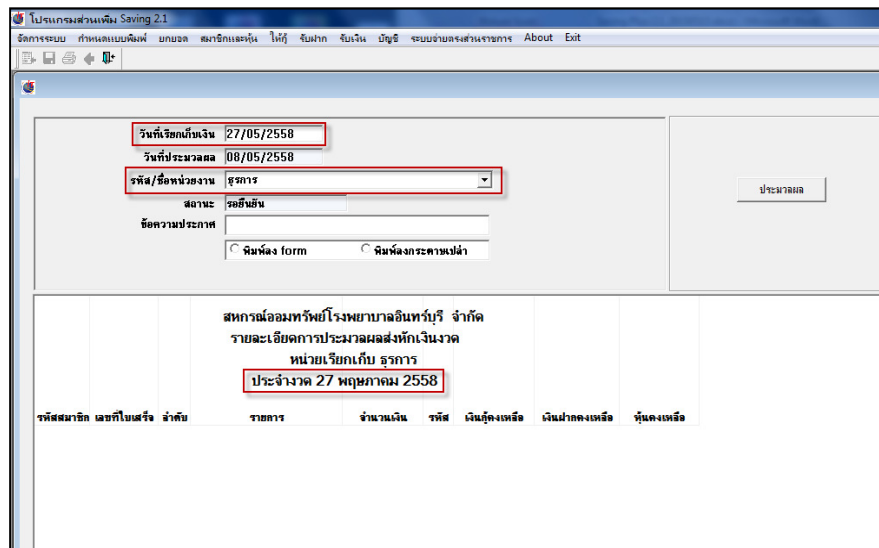 โปรแกรมส่วนเพิ่ม Saving 2.1
จัดการระบบ กำหนดแบบพิมพ์ ยกยอด สมาชิกและหุ้น ให้กู้ รับฝาก รับเงิน บัญชี ระบบจ่ายตรงส่วนราชการ About Exit
วันที่เรียกเก็บเงิน 27/05/2558
วันที่ประมวลผล 08/05/2558
รหัส/ชื่อหน่วยงาน ธุรการ
ประมวลผล
สถานะ รอยืนยัน
ข้อความประกาศ
พิมพ์ลง form พิมพ์ลงกระดาษเปล่า
สหกรณ์ออมทรัพย์โรงพยาบาลอินทร์บุรี จำกัด
รายละเอียดการประมวลผลส่งหักเงินงวด
หน่วยเรียกเก็บ ธุรการ
ประจำงวด 27 พฤษภาคม 2558
รหัสสมาชิก เลขที่ใบเสร็จ ลำดับ รายการ จำนวนเงิน รหัส เงินกู้คงเหลือ เงินฝากคงเหลือ หุ้นคงเหลือ